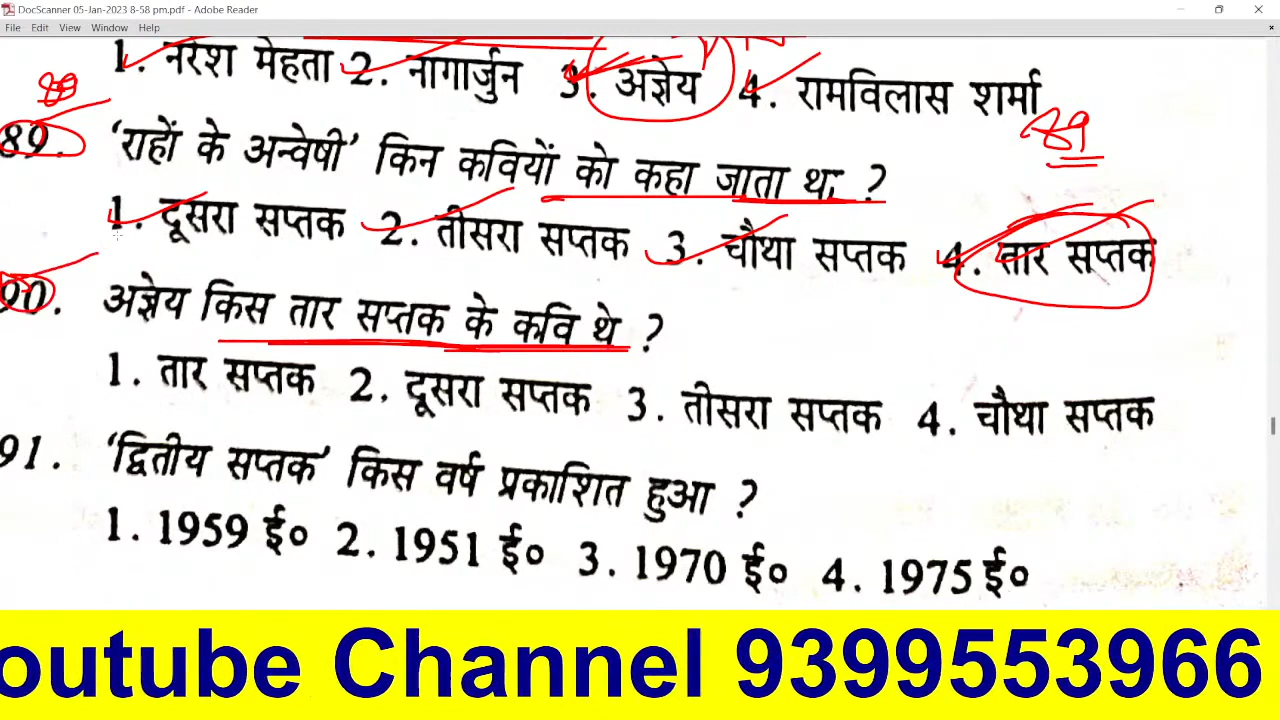 DocScanner 05-Jan-2023 8-58 pm.pdf - Adobe Reader
File Edit View Window Help
1. नरेश मेहता 2. नागार्जुन 3. अज्ञेय 4. रामविलास शर्मा
89
89
89. 'राहों के अन्वेषी' किन कवियों को कहा जाता था ?
1. दूसरा सप्तक 2. तीसरा सप्तक 3. चौथा सप्तक 4. तार सप्तक
90. अज्ञेय किस तार सप्तक के कवि थे ?
1. तार सप्तक 2. दूसरा सप्तक 3. तीसरा सप्तक 4. चौथा सप्तक
91. 'द्वितीय सप्तक' किस वर्ष प्रकाशित हुआ ?
1. 1959 ई० 2. 1951 ई० 3. 1970 ई० 4. 1975 ई०
outube Channel 9399553966